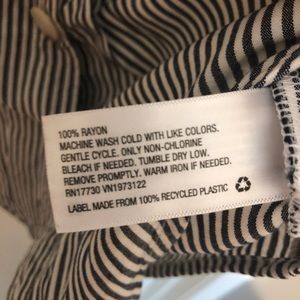 100% RAYON
MACHINE WASH COLD WITH LIKE COLORS.
GENTLE CYCLE. ONLY NON-CHLORINE
BLEACH IF NEEDED. TUMBLE DRY LOW.
REMOVE PROMPTLY. WARM IRON IF NEEDED.
RN17730 VN1973122
LABEL MADE FROM 100% RECYCLED PLASTIC